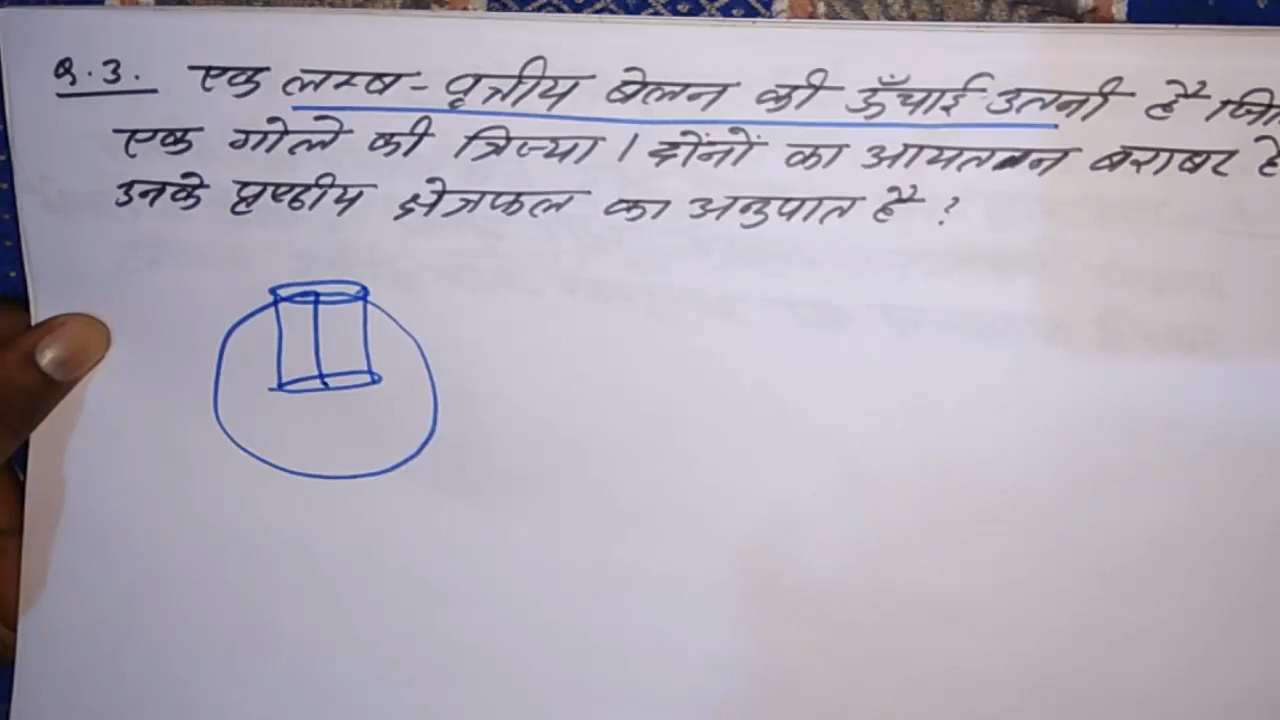 Q.3. एक लम्ब-वृत्तीय बेलन की ऊँचाई उतनी है
एक गोले की त्रिज्या। दोंनों का आयतन बराबर है
उनके पृष्ठीय क्षेत्रफल का अनुपात है?